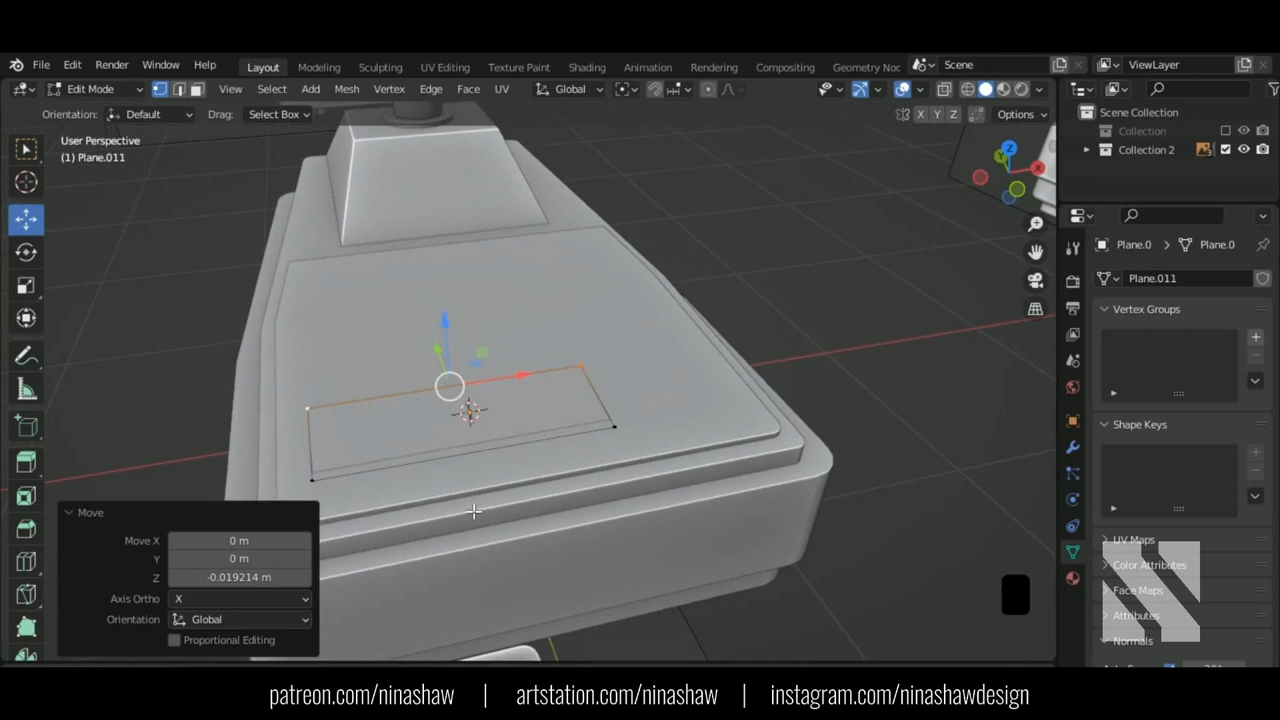 File Edit Render Window Help Layout Modeling Sculpting UV Editing Texture Paint Shading Animation Rendering Compositing Geometry Noc Scene ViewLayer
Edit Mode View Select Add Mesh Vertex Edge Face UV Global
Orientation: Default Drag: Select Box X Y Z Options
Scene Collection
Collection
Collection 2
User Perspective
(1) Plane.011
Z
X
Plane.0 > Plane.0
Plane.011
Vertex Groups
Shape Keys
UV Maps
Color Attributes
Face Maps
Attributes
Normals
Move
Move X 0 m
Y 0 m
Z -0.019214 m
Axis Ortho X
Orientation Global
Proportional Editing
patreon.com/ninashaw | artstation.com/ninashaw | instagram.com/ninashawdesign